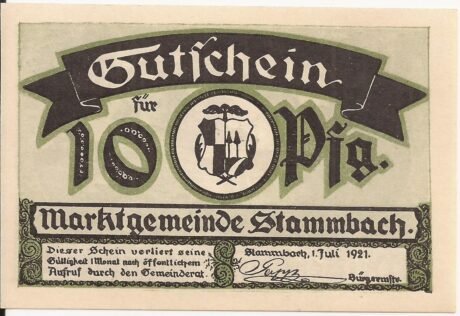 Gutschein
für
10 Pfg.
Marktgemeinde Stammbach.
Dieser Schein verliert seine
Gültigkeit 1 Monat nach öffentlichem
Aufruf durch den Gemeinderat.
Stammbach, 1. Juli 1921.
Bürgermstr.